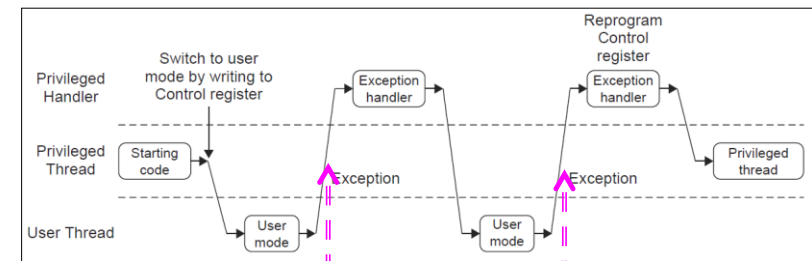 Reprogram
Control
register
Switch to user
mode by writing to
Control register
Privileged
Handler
Exception
handler
Exception
handler
Privileged
Thread
Starting
code
Privileged
thread
Exception
Exception
User Thread
User
mode
User
mode